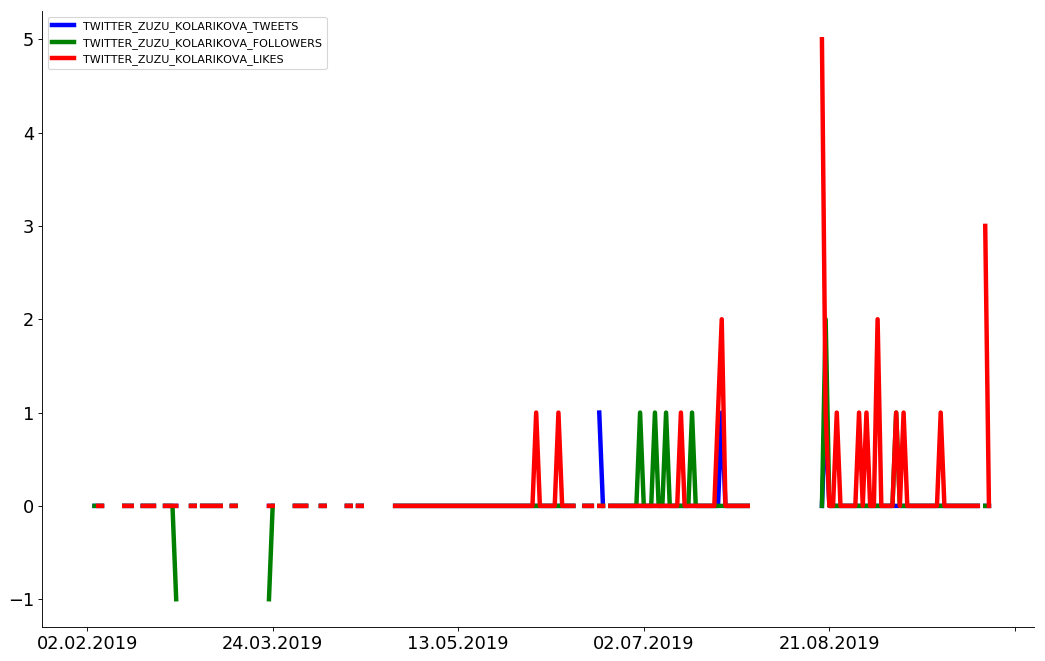 TWITTER_ZUZU_KOLARIKOVA_TWEETS
TWITTER_ZUZU_KOLARIKOVA_FOLLOWERS
TWITTER_ZUZU_KOLARIKOVA_LIKES
5
4
3
2
1
0
−1
02.02.2019 24.03.2019 13.05.2019 02.07.2019 21.08.2019